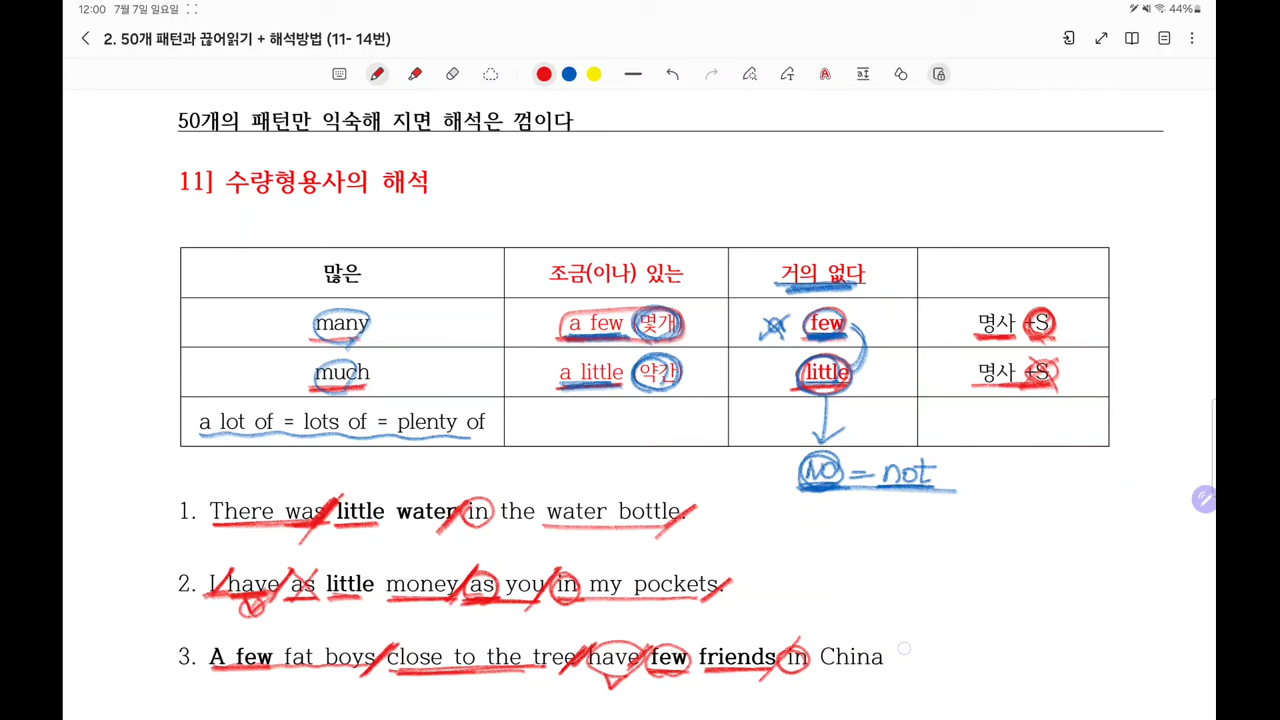 12:00 7월 7일 일요일 44%
2. 50개 패턴과 끊어읽기 + 해석방법 (11- 14번)
50개의 패턴만 익숙해 지면 해석은 껌이다
11] 수량형용사의 해석
많은 조금(이나) 있는 거의 없다
many a few 몇개 few 명사 +S
much a little 약간 little 명사 +S
a lot of = lots of = plenty of
NO = not
1. There was little water in the water bottle.
2. I have as little money as you in my pockets.
V
3. A few fat boys close to the tree have few friends in China
V